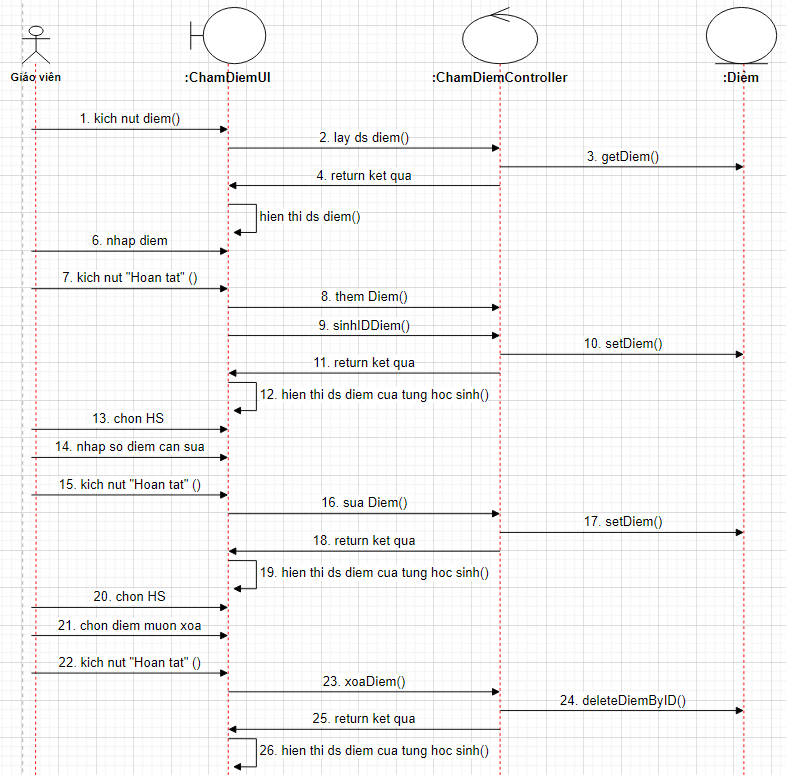 Giáo viên
:ChamDiemUI
:ChamDiemController
:Diem
1. kich nut diem()
2. lay ds diem()
3. getDiem()
4. return ket qua
hien thi ds diem()
6. nhap diem
7. kich nut "Hoan tat" ()
8. them Diem()
9. sinhIDDiem()
10. setDiem()
11. return ket qua
12. hien thi ds diem cua tung hoc sinh()
13. chon HS
14. nhap so diem can sua
15. kich nut "Hoan tat" ()
16. sua Diem()
17. setDiem()
18. return ket qua
19. hien thi ds diem cua tung hoc sinh()
20. chon HS
21. chon diem muon xoa
22. kich nut "Hoan tat" ()
23. xoaDiem()
24. deleteDiemByID()
25. return ket qua
26. hien thi ds diem cua tung hoc sinh()